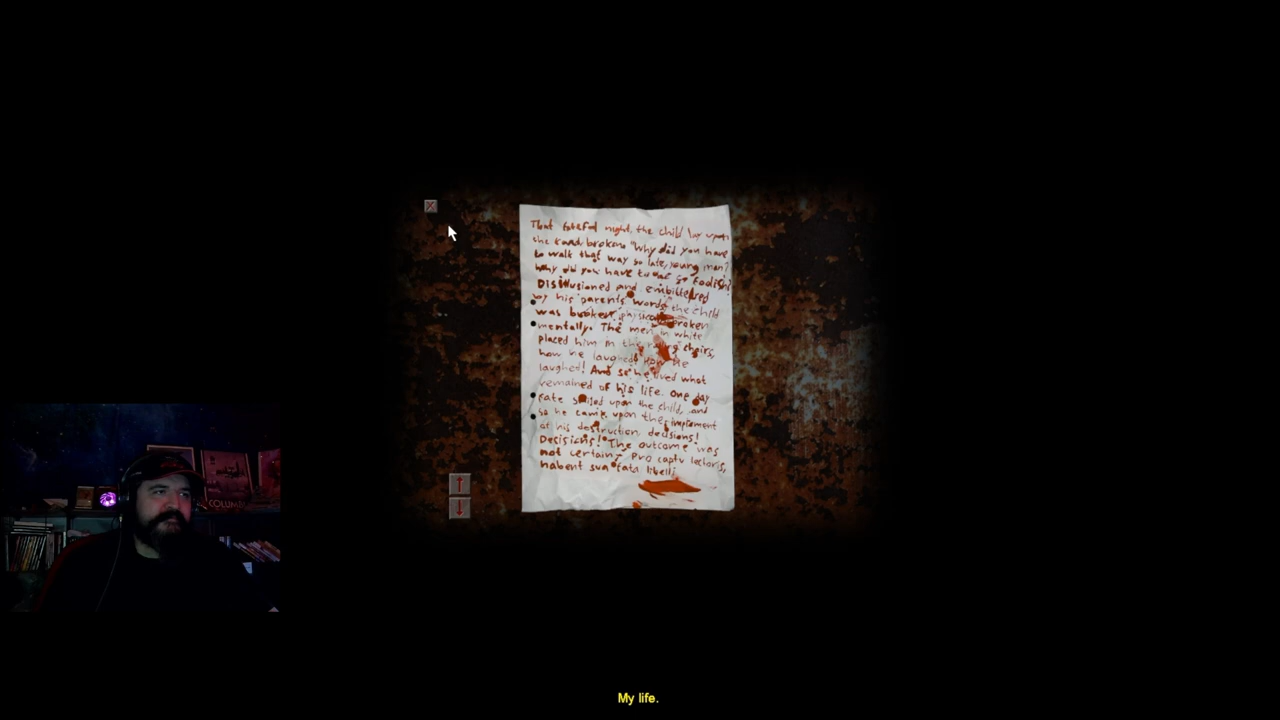 That fateful night, the child lay upon
the road, broken. "Why did you have
to walk that way so late, young man?
Why did you have to be so foolish?"
Disillusioned and embittered
by his parents' words the child
was broken, physically broken
mentally. The men in white
placed him in the chairs,
how he laughed! How he
laughed! And so he lived what
remained of his life. One day
fate smiled upon the child, and
so he came upon the implement
of his destruction, decisions!
Decisions! The outcome was
not certain - Pro captu lectoris,
habent sua fata libelli
COLUM
My life.